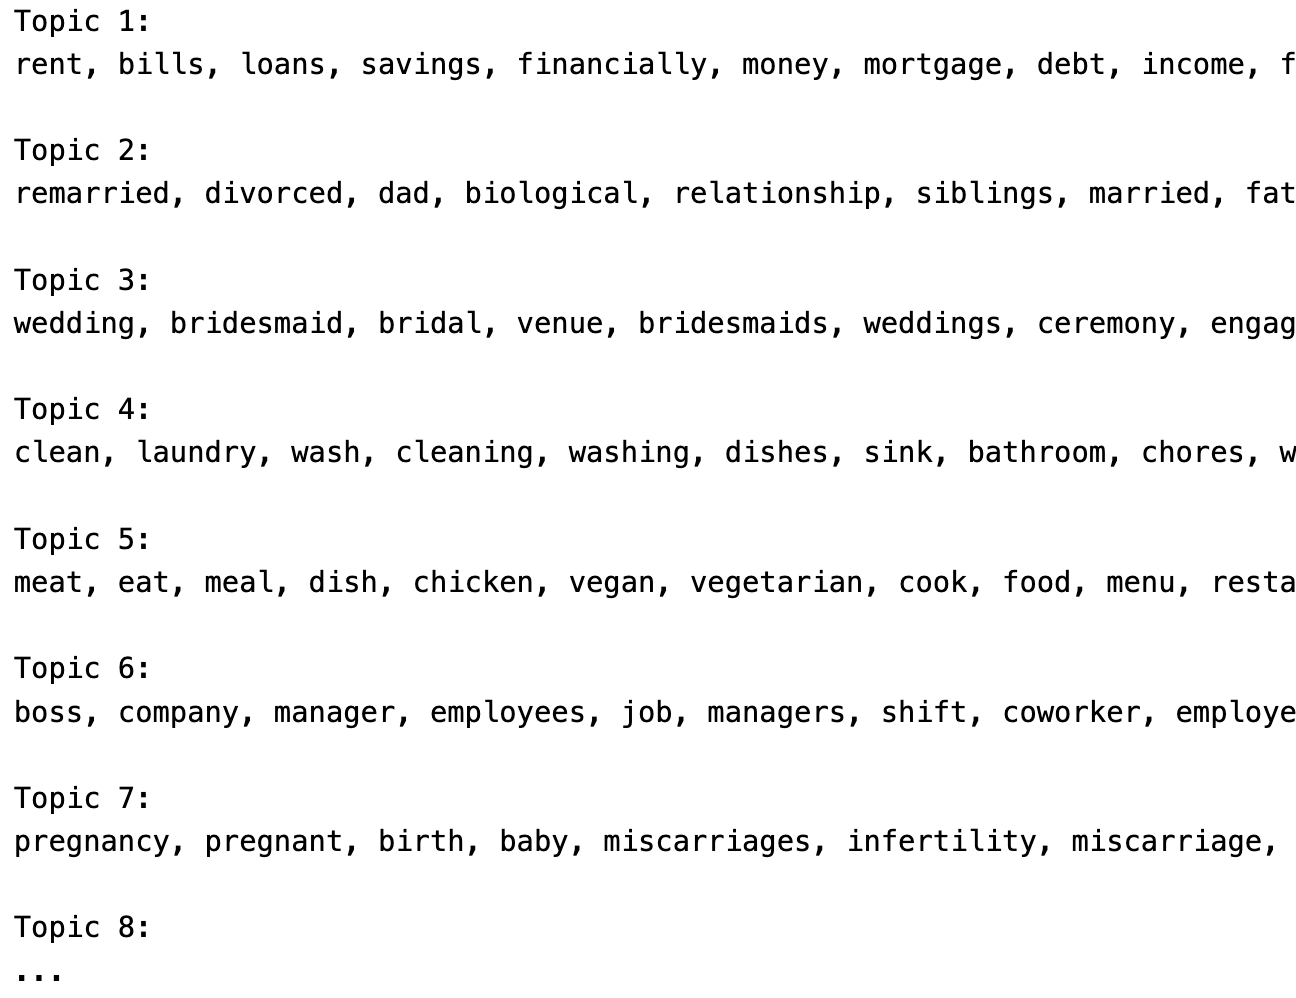 Topic 1:
rent, bills, loans, savings, financially, money, mortgage, debt, income, f
Topic 2:
remarried, divorced, dad, biological, relationship, siblings, married, fat
Topic 3:
wedding, bridesmaid, bridal, venue, bridesmaids, weddings, ceremony, engag
Topic 4:
clean, laundry, wash, cleaning, washing, dishes, sink, bathroom, chores, w
Topic 5:
meat, eat, meal, dish, chicken, vegan, vegetarian, cook, food, menu, resta
Topic 6:
boss, company, manager, employees, job, managers, shift, coworker, employe
Topic 7:
pregnancy, pregnant, birth, baby, miscarriages, infertility, miscarriage,
Topic 8:
...